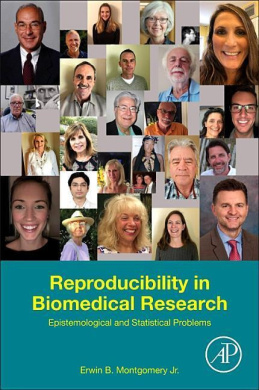 Reproducibility in
Biomedical Research
Epistemological and Statistical Problems
Erwin B. Montgomery Jr.